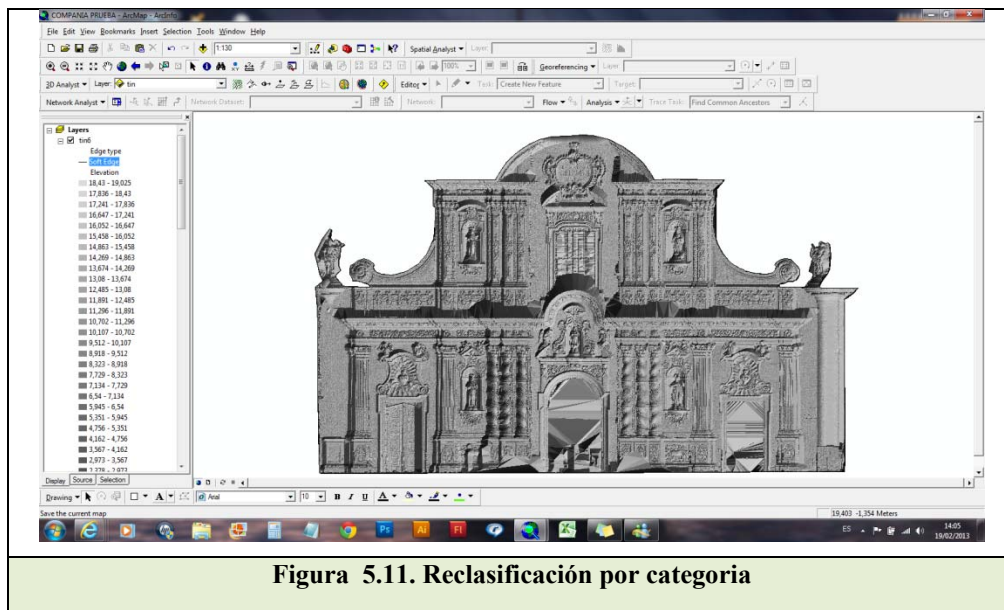 COMPANIA PRUEBA - ArcMap - ArcInfo
File Edit View Bookmarks Insert Selection Tools Window Help
1:130 Spatial Analyst Layer:
100% Georeferencing Layer:
3D Analyst Layer: tin Editor Task: Create New Feature Target:
Network Analyst Network Dataset: Network: Flow Analysis Trace Task: Find Common Ancestors
Layers
tin6
Edge type
Soft Edge
Elevation
18,43 - 19,025
17,836 - 18,43
17,241 - 17,836
16,647 - 17,241
16,052 - 16,647
15,458 - 16,052
14,863 - 15,458
14,269 - 14,863
13,674 - 14,269
13,08 - 13,674
12,485 - 13,08
11,891 - 12,485
11,296 - 11,891
10,702 - 11,296
10,107 - 10,702
9,512 - 10,107
8,918 - 9,512
8,323 - 8,918
7,729 - 8,323
7,134 - 7,729
6,54 - 7,134
5,945 - 6,54
5,351 - 5,945
4,756 - 5,351
4,162 - 4,756
3,567 - 4,162
2,973 - 3,567
2,378 - 2,973
Display Source Selection
Drawing A Arial 10 B I U A
Save the current map 19,403 -1,354 Meters
Ps Ai Fl ES 14:05
19/02/2013
Figura 5.11. Reclasificación por categoria